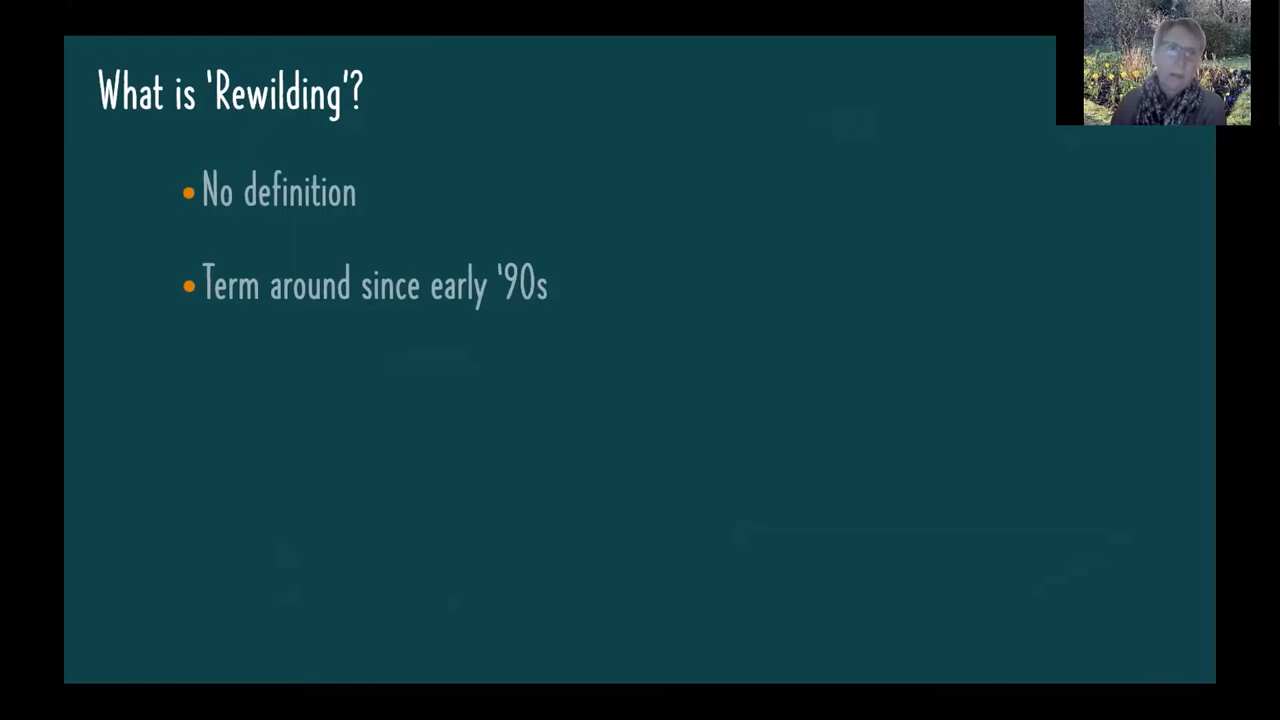 What is 'Rewilding'?
• No definition
• Term around since early '90s